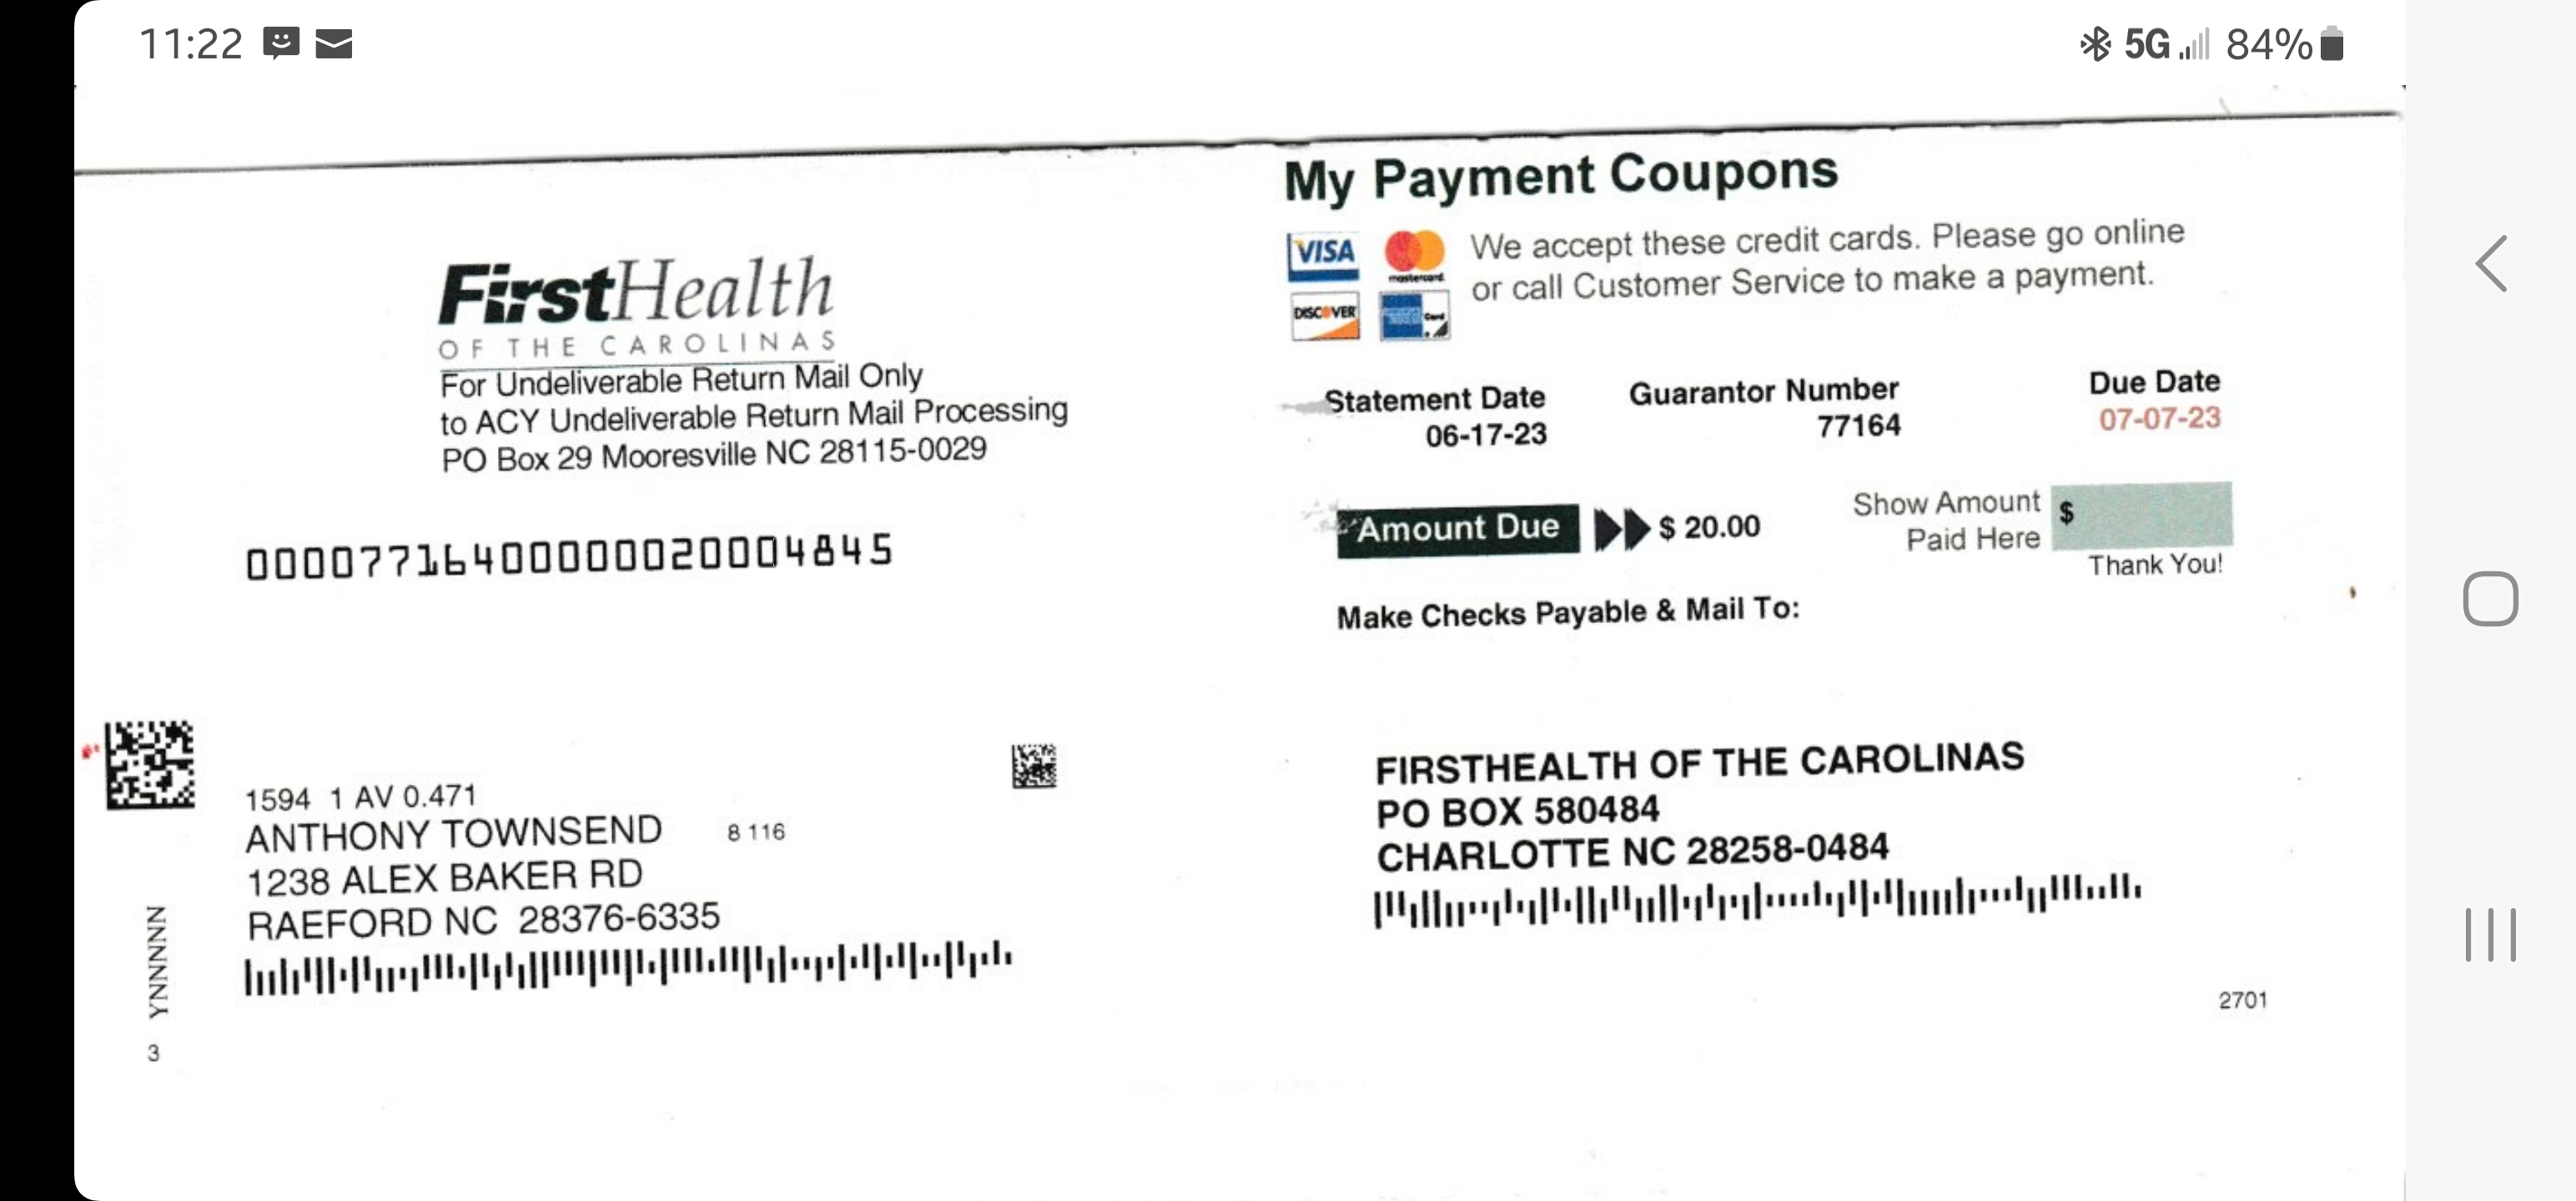 11:22
5G 84%
My Payment Coupons
VISA
mastercard
DISCOVER
Card
We accept these credit cards. Please go online
or call Customer Service to make a payment.
FirstHealth
OF THE CAROLINAS
For Undeliverable Return Mail Only
to ACY Undeliverable Return Mail Processing
PO Box 29 Mooresville NC 28115-0029
Statement Date
06-17-23
Guarantor Number
77164
Due Date
07-07-23
000077164000000020004845
Amount Due $ 20.00
Show Amount
Paid Here
$
Thank You!
Make Checks Payable & Mail To:
1594 1 AV 0.471
ANTHONY TOWNSEND 8 116
1238 ALEX BAKER RD
RAEFORD NC 28376-6335
FIRSTHEALTH OF THE CAROLINAS
PO BOX 580484
CHARLOTTE NC 28258-0484
3 YNNNNN
2701